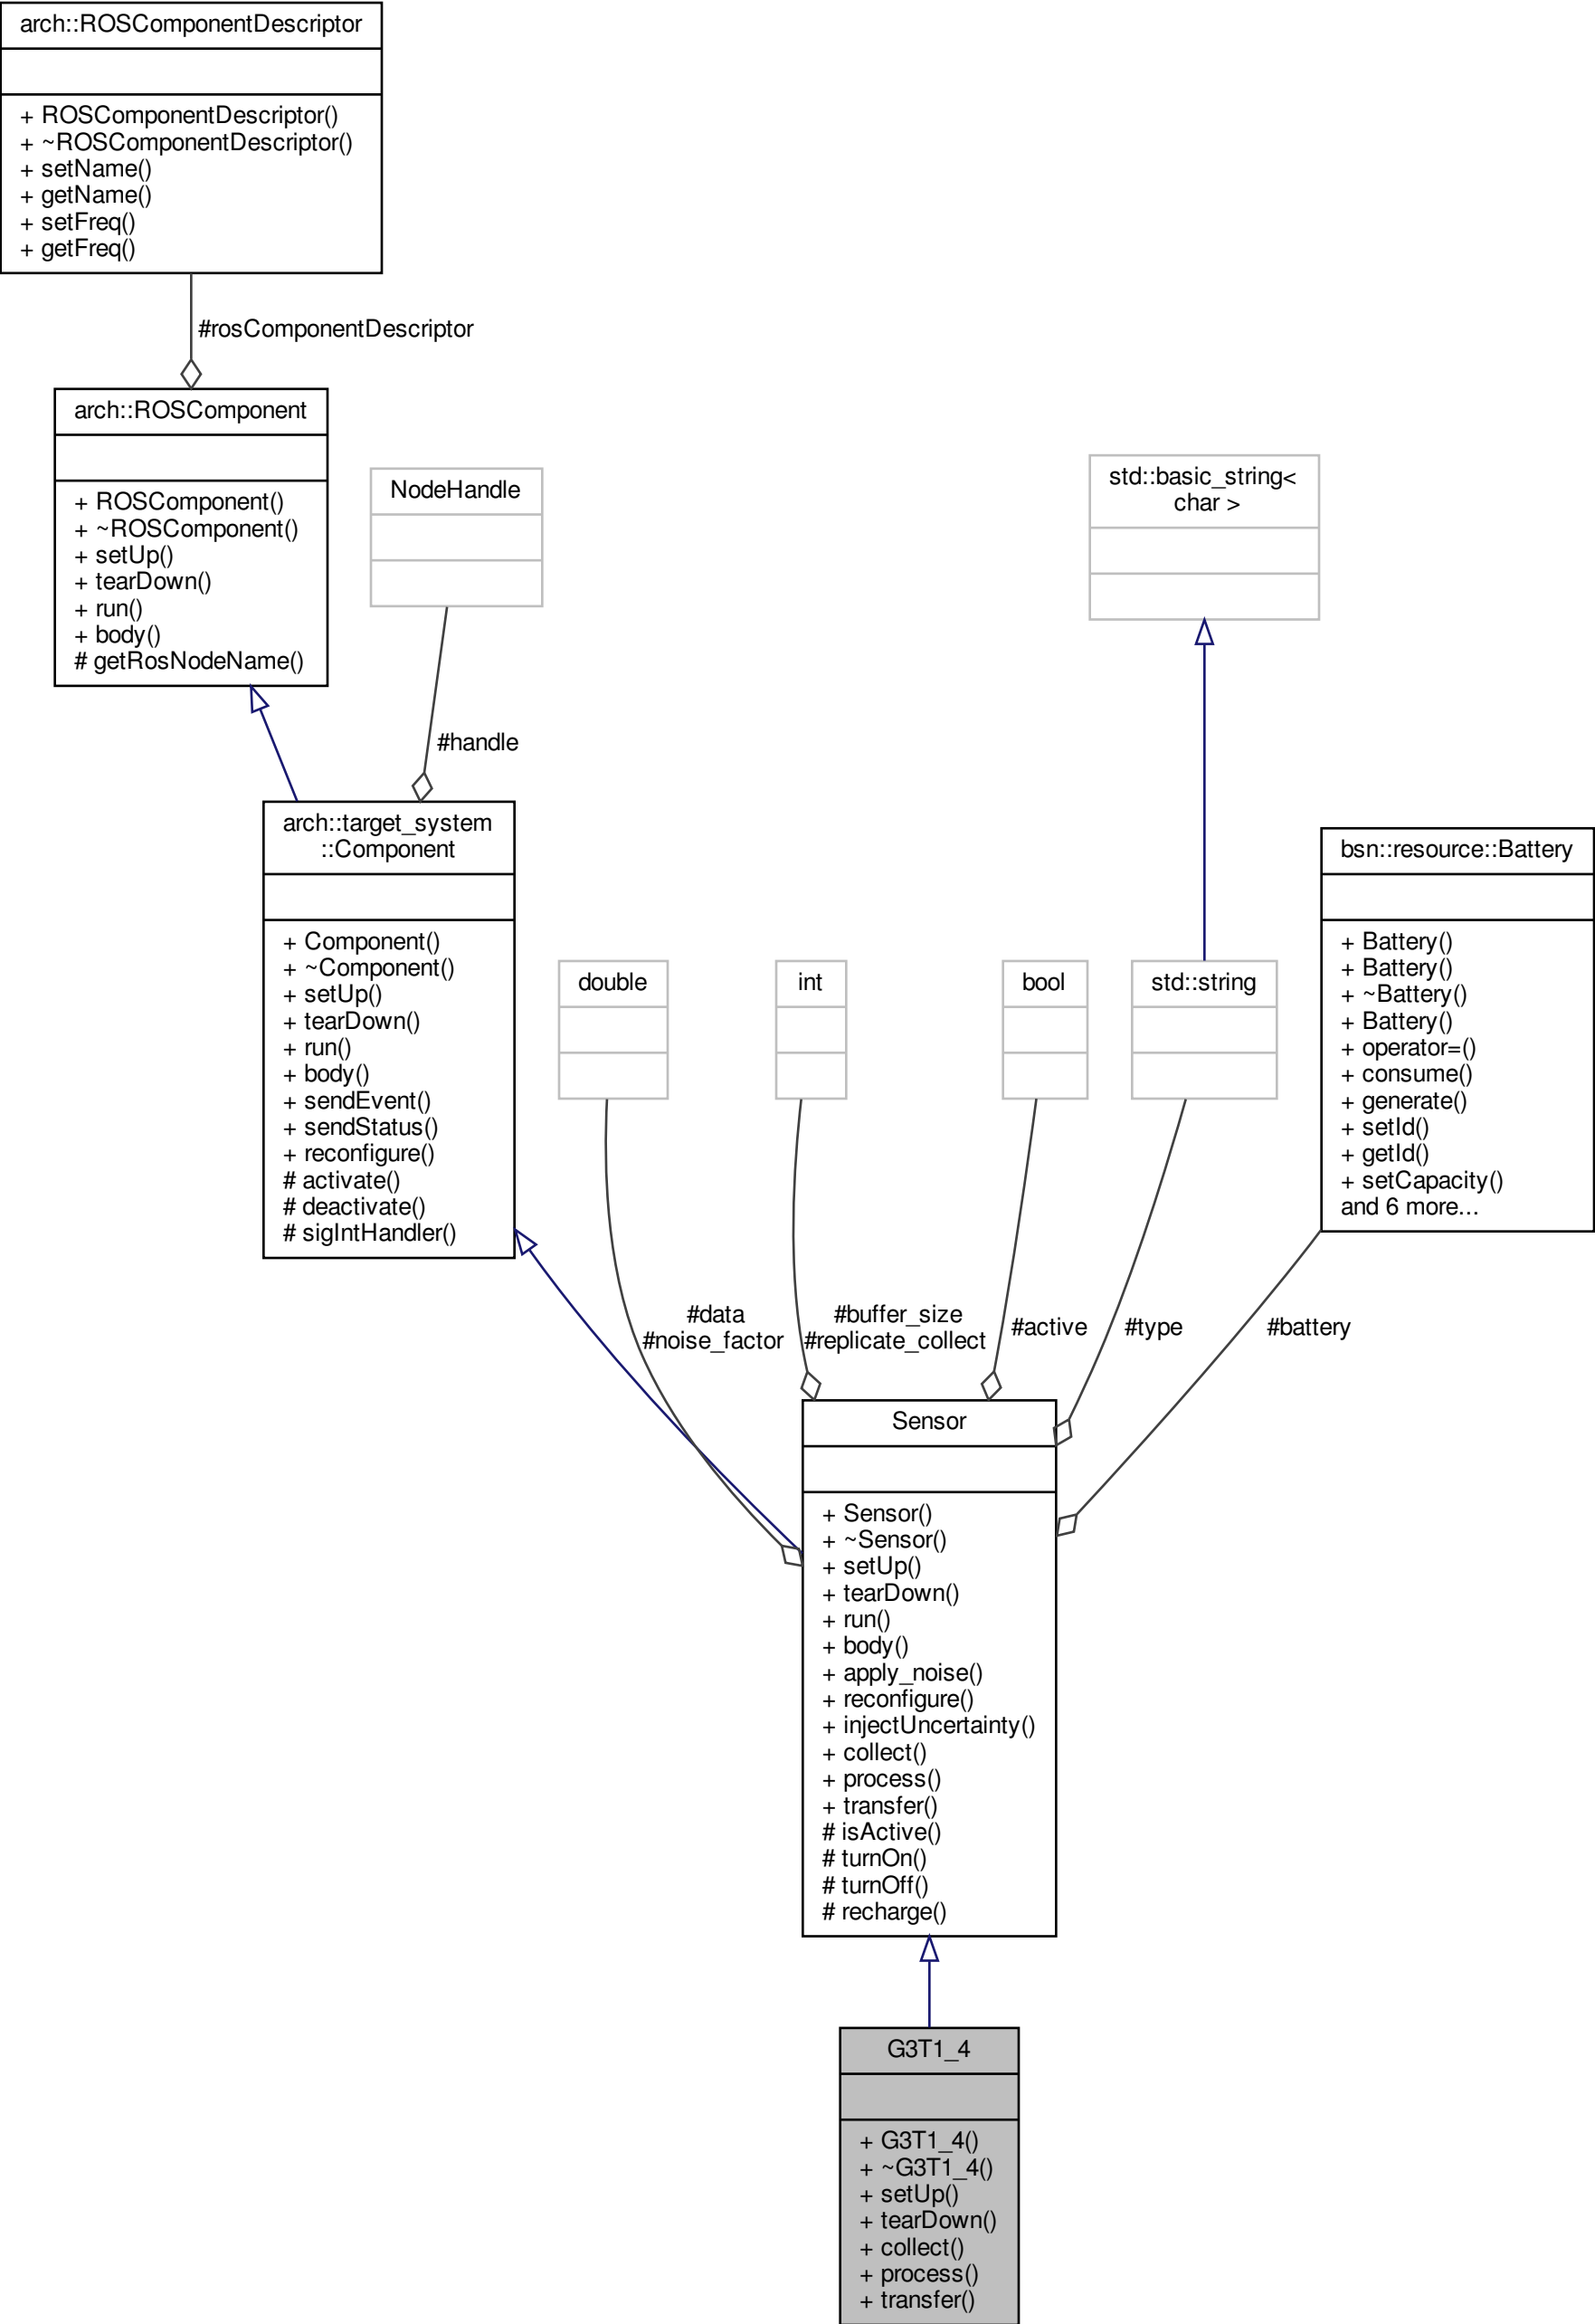 arch::ROSComponentDescriptor
+ ROSComponentDescriptor()
+ ~ROSComponentDescriptor()
+ setName()
+ getName()
+ setFreq()
+ getFreq()
#rosComponentDescriptor
arch::ROSComponent
+ ROSComponent()
+ ~ROSComponent()
+ setUp()
+ tearDown()
+ run()
+ body()
# getRosNodeName()
NodeHandle
std::basic_string<
char >
#handle
arch::target_system
::Component
+ Component()
+ ~Component()
+ setUp()
+ tearDown()
+ run()
+ body()
+ sendEvent()
+ sendStatus()
+ reconfigure()
# activate()
# deactivate()
# sigIntHandler()
double
int
bool
std::string
bsn::resource::Battery
+ Battery()
+ Battery()
+ ~Battery()
+ Battery()
+ operator=()
+ consume()
+ generate()
+ setId()
+ getId()
+ setCapacity()
and 6 more...
#data
#noise_factor
#buffer_size
#replicate_collect
#active
#type
#battery
Sensor
+ Sensor()
+ ~Sensor()
+ setUp()
+ tearDown()
+ run()
+ body()
+ apply_noise()
+ reconfigure()
+ injectUncertainty()
+ collect()
+ process()
+ transfer()
# isActive()
# turnOn()
# turnOff()
# recharge()
G3T1_4
+ G3T1_4()
+ ~G3T1_4()
+ setUp()
+ tearDown()
+ collect()
+ process()
+ transfer()